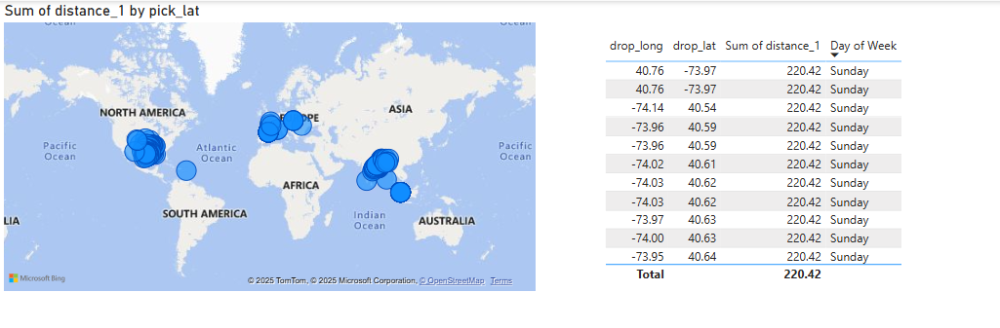 Sum of distance_1 by pick_lat
Ocean
Ocean
NORTH AMERICA
ASIA
Pacific
Ocean
Atlantic
Ocean
Pacific
Ocean
AFRICA
SOUTH AMERICA
Indian
Ocean
LIA
AUSTRALIA
Microsoft Bing
© 2025 TomTom, © 2025 Microsoft Corporation, © OpenStreetMap Terms
drop_long drop_lat Sum of distance_1 Day of Week
40.76 -73.97 220.42 Sunday
40.76 -73.97 220.42 Sunday
-74.14 40.54 220.42 Sunday
-73.96 40.59 220.42 Sunday
-73.96 40.59 220.42 Sunday
-74.02 40.61 220.42 Sunday
-74.03 40.62 220.42 Sunday
-74.03 40.62 220.42 Sunday
-73.97 40.63 220.42 Sunday
-74.00 40.63 220.42 Sunday
-73.95 40.64 220.42 Sunday
Total 220.42